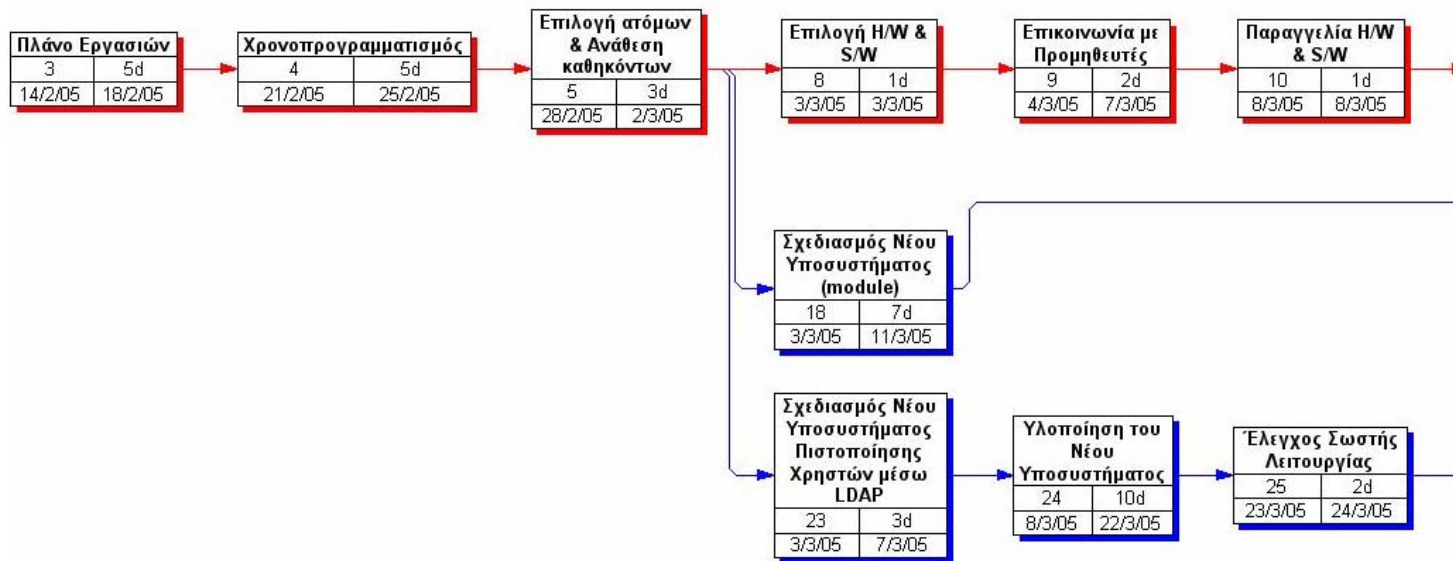 Πλάνο Εργασιών
3 5d
14/2/05 18/2/05
Χρονοπρογραμματισμός
4 5d
21/2/05 25/2/05
Επιλογή ατόμων
& Ανάθεση
καθηκόντων
5 3d
28/2/05 2/3/05
Επιλογή H/W &
S/W
8 1d
3/3/05 3/3/05
Επικοινωνία με
Προμηθευτές
9 2d
4/3/05 7/3/05
Παραγγελία H/W
& S/W
10 1d
8/3/05 8/3/05
Σχεδιασμός Νέου
Υποσυστήματος
(module)
18 7d
3/3/05 11/3/05
Σχεδιασμός Νέου
Υποσυστήματος
Πιστοποίησης
Χρηστών μέσω
LDAP
23 3d
3/3/05 7/3/05
Υλοποίηση του
Νέου
Υποσυστήματος
24 10d
8/3/05 22/3/05
Έλεγχος Σωστής
Λειτουργίας
25 2d
23/3/05 24/3/05